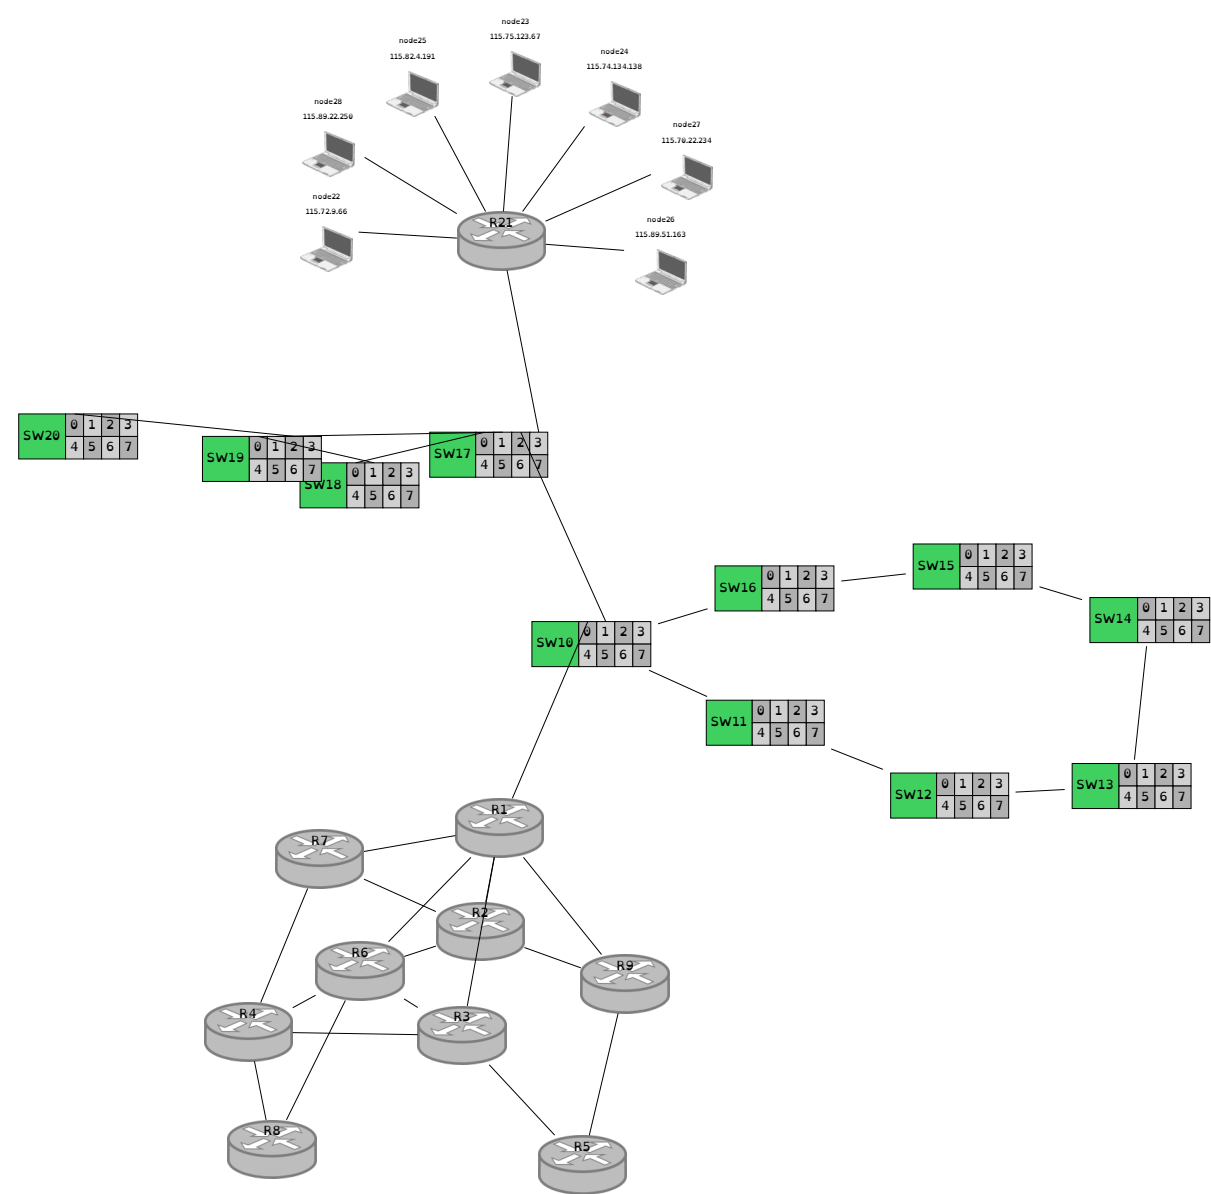 node23
115.75.123.67
node25
115.82.4.191
node24
115.74.134.138
node28
115.89.22.250
node27
115.70.22.234
node22
115.72.9.66
R21
node26
115.89.51.163
SW20 0 1 2 3
4 5 6 7
SW19 0 1 2 3
4 5 6 7
SW18 0 1 2 3
4 5 6 7
SW17 0 1 2 3
4 5 6 7
SW15 0 1 2 3
4 5 6 7
SW16 0 1 2 3
4 5 6 7
SW14 0 1 2 3
4 5 6 7
SW10 0 1 2 3
4 5 6 7
SW11 0 1 2 3
4 5 6 7
SW13 0 1 2 3
4 5 6 7
SW12 0 1 2 3
4 5 6 7
R1
R7
R2
R6
R9
R4
R3
R8
R5